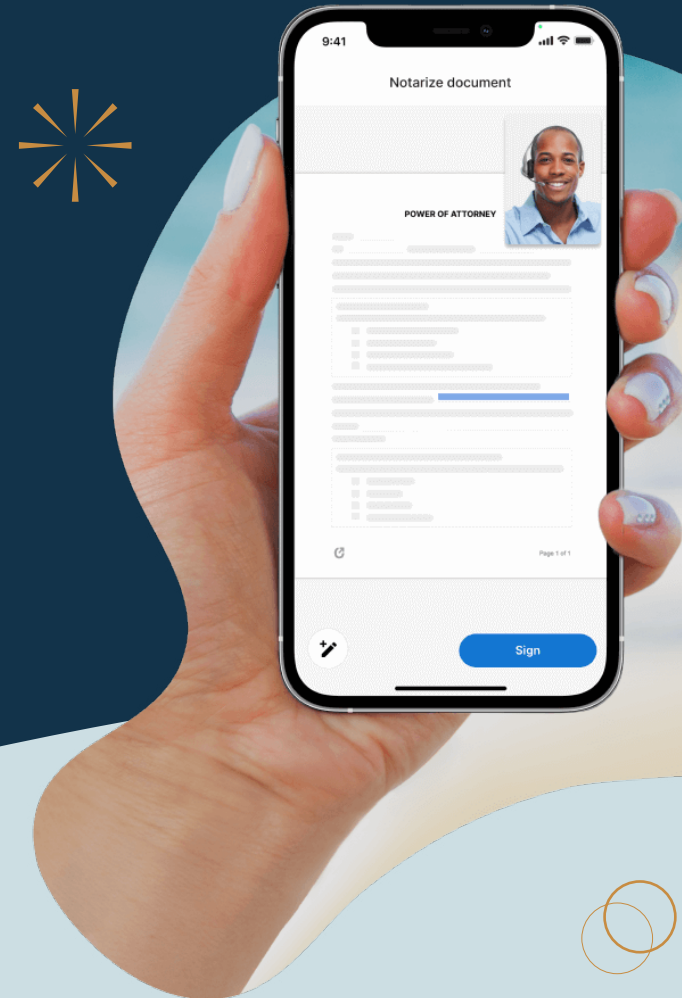 9:41
Notarize document
POWER OF ATTORNEY
Page 1 of 1
Sign